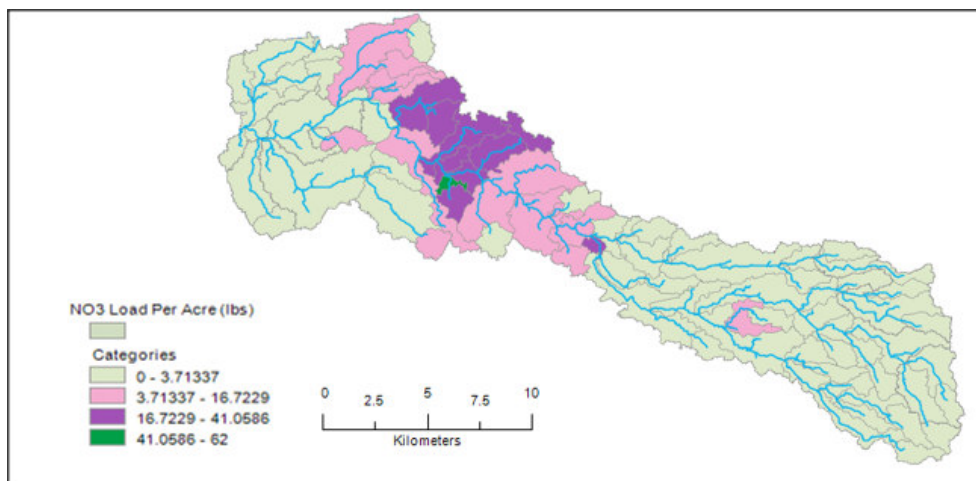 NO3 Load Per Acre (lbs)
Categories
0 - 3.71337
3.71337 - 16.7229
16.7229 - 41.0586
41.0586 - 62
0 2.5 5 7.5 10
Kilometers